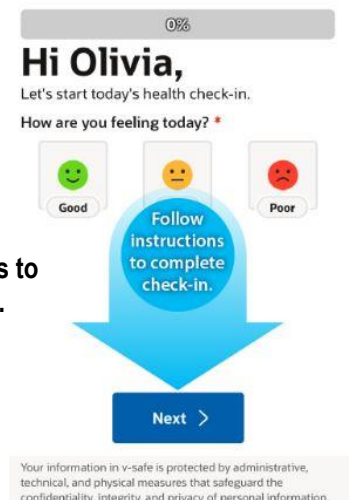 0%
Hi Olivia,
Let's start today's health check-in.
How are you feeling today? *
Good
Poor
Follow
instructions
to complete
check-in.
to
.
Next >
Your information in v-safe is protected by administrative,
technical, and physical measures that safeguard the
confidentiality, integrity, and privacy of personal information.